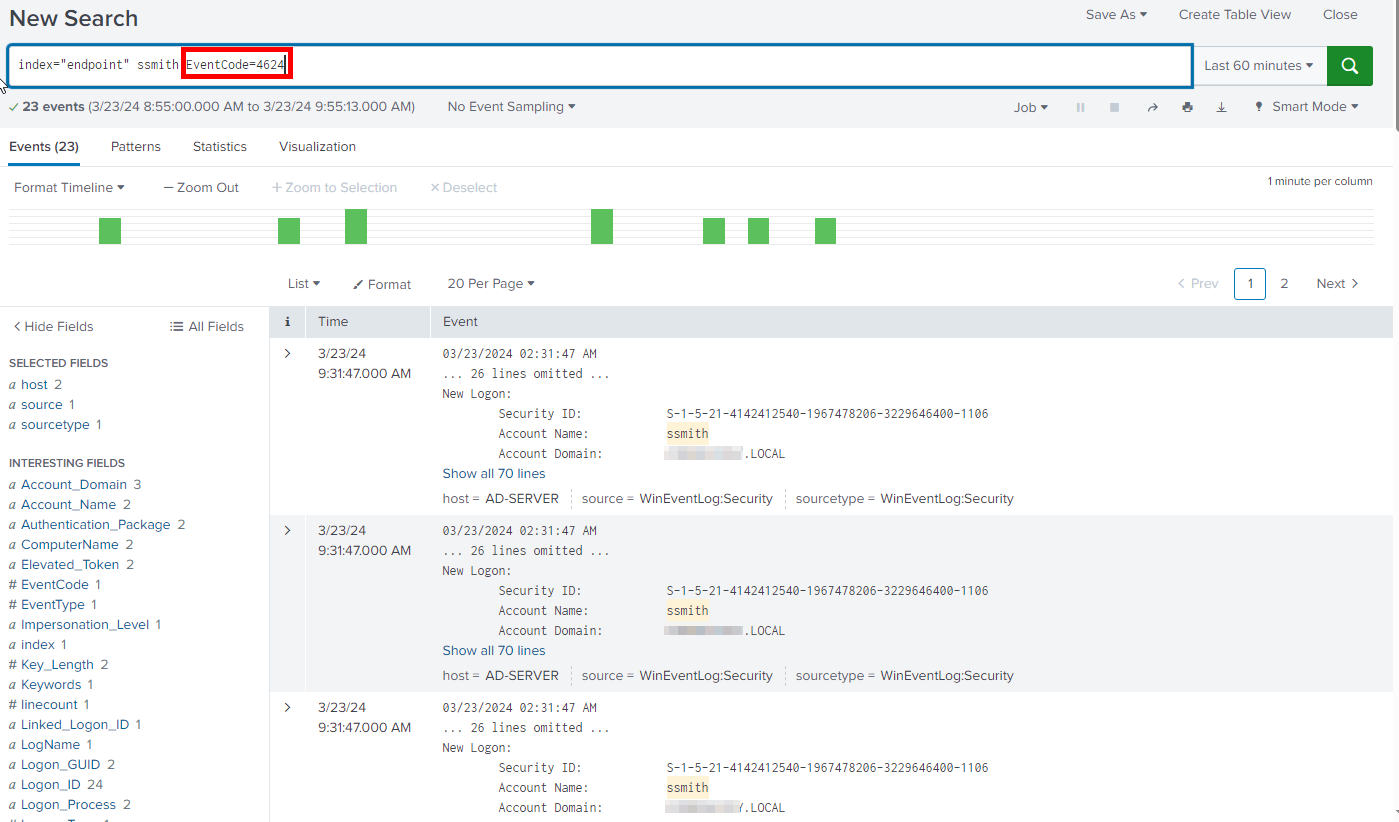 New Search
Save As Create Table View Close
index="endpoint" ssmith EventCode=4624
Last 60 minutes
23 events (3/23/24 8:55:00.000 AM to 3/23/24 9:55:13.000 AM) No Event Sampling
Job Smart Mode
Events (23) Patterns Statistics Visualization
Format Timeline — Zoom Out + Zoom to Selection × Deselect
1 minute per column
List Format 20 Per Page
< Prev 1 2 Next >
< Hide Fields All Fields
SELECTED FIELDS
a host 2
a source 1
a sourcetype 1
INTERESTING FIELDS
a Account_Domain 3
a Account_Name 2
a Authentication_Package 2
a ComputerName 2
a Elevated_Token 2
# EventCode 1
# EventType 1
a Impersonation_Level 1
a index 1
# Key_Length 2
a Keywords 1
# linecount 1
a Linked_Logon_ID 1
a LogName 1
a Logon_GUID 2
a Logon_ID 24
a Logon_Process 2
i Time Event
3/23/24
9:31:47.000 AM
03/23/2024 02:31:47 AM
... 26 lines omitted ...
New Logon:
Security ID: S-1-5-21-4142412540-1967478206-3229646400-1106
Account Name: ssmith
Account Domain: .LOCAL
Show all 70 lines
host = AD-SERVER source = WinEventLog:Security sourcetype = WinEventLog:Security
3/23/24
9:31:47.000 AM
03/23/2024 02:31:47 AM
... 26 lines omitted ...
New Logon:
Security ID: S-1-5-21-4142412540-1967478206-3229646400-1106
Account Name: ssmith
Account Domain: .LOCAL
Show all 70 lines
host = AD-SERVER source = WinEventLog:Security sourcetype = WinEventLog:Security
3/23/24
9:31:47.000 AM
03/23/2024 02:31:47 AM
... 26 lines omitted ...
New Logon:
Security ID: S-1-5-21-4142412540-1967478206-3229646400-1106
Account Name: ssmith
Account Domain: .LOCAL